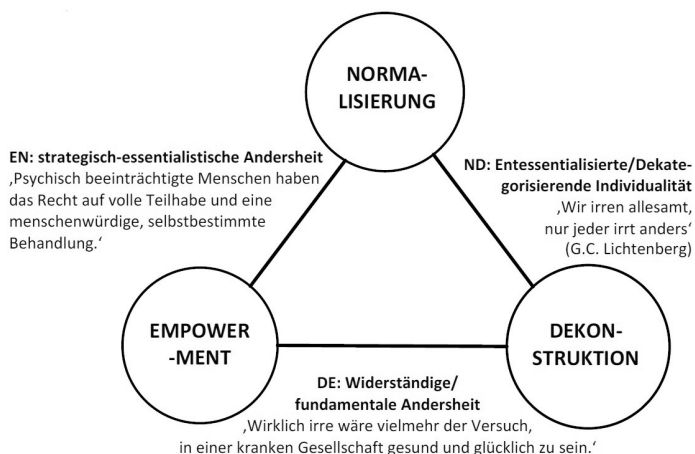 NORMA-
LISIERUNG
EN: strategisch-essentialistische Andersheit
‚Psychisch beeinträchtigte Menschen haben
das Recht auf volle Teilhabe und eine
menschenwürdige, selbstbestimmte
Behandlung.‘
ND: Entessentialisierte/Dekate-
gorisierende Individualität
‚Wir irren allesamt,
nur jeder irrt anders‘
(G.C. Lichtenberg)
EMPOWER
-MENT
DEKON-
STRUKTION
DE: Widerständige/
fundamentale Andersheit
‚Wirklich irre wäre vielmehr der Versuch,
in einer kranken Gesellschaft gesund und glücklich zu sein.‘